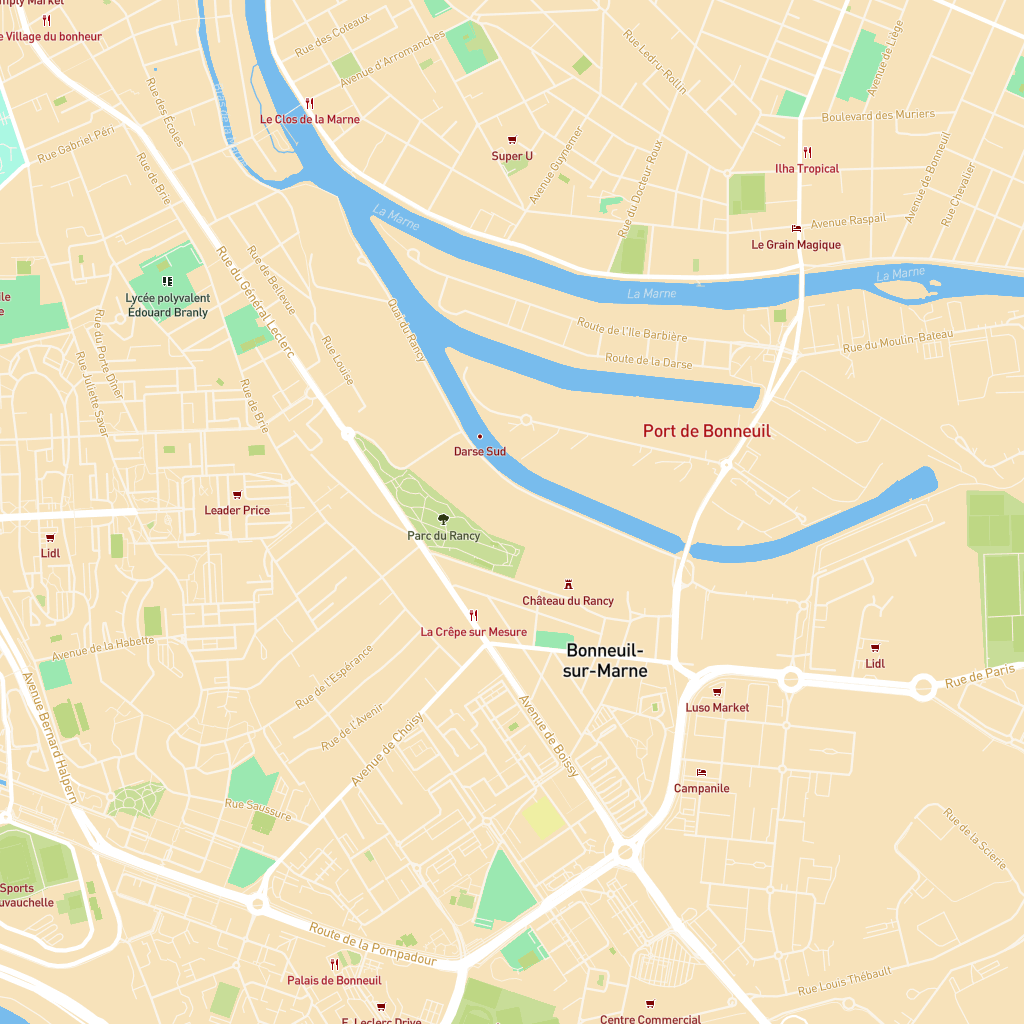 Market
Village du bonheur
Rue des Coteaux
Avenue d'Arromanches
Rue Ledru-Rollin
Avenue de Liège
Rue des Écoles
Le Clos de la Marne
Boulevard des Muriers
Rue Gabriel Péri
Super U
Rue de Brie
Avenue Guynemer
Rue du Docteur Roux
Ilha Tropical
Avenue de Bonneuil
Rue Chevalier
La Marne
Avenue Raspail
Le Grain Magique
Rue du Général Leclerc
Rue de Bellevue
Lycée polyvalent
Édouard Branly
La Marne
La Marne
Quai du Rancy
Route de l'Ile Barbière
Rue du Moulin-Bateau
Rue du Porte Dîner
Rue Juliette Savar
Rue Louise
Route de la Darse
Rue de Brie
Port de Bonneuil
Darse Sud
Leader Price
Lidl
Parc du Rancy
Château du Rancy
La Crêpe sur Mesure
Avenue de la Habette
Bonneuil-
sur-Marne
Lidl
Rue de Paris
Rue de l'Espérance
Avenue Bernard Halpern
Luso Market
Rue de l'Avenir
Avenue de Choisy
Avenue de Boissy
Campanile
Rue Saussure
Rue de la Scierie
Sports
Route de la Pompadour
Palais de Bonneuil
Rue Louis Thébault
E. Leclerc Drive
Centre Commercial